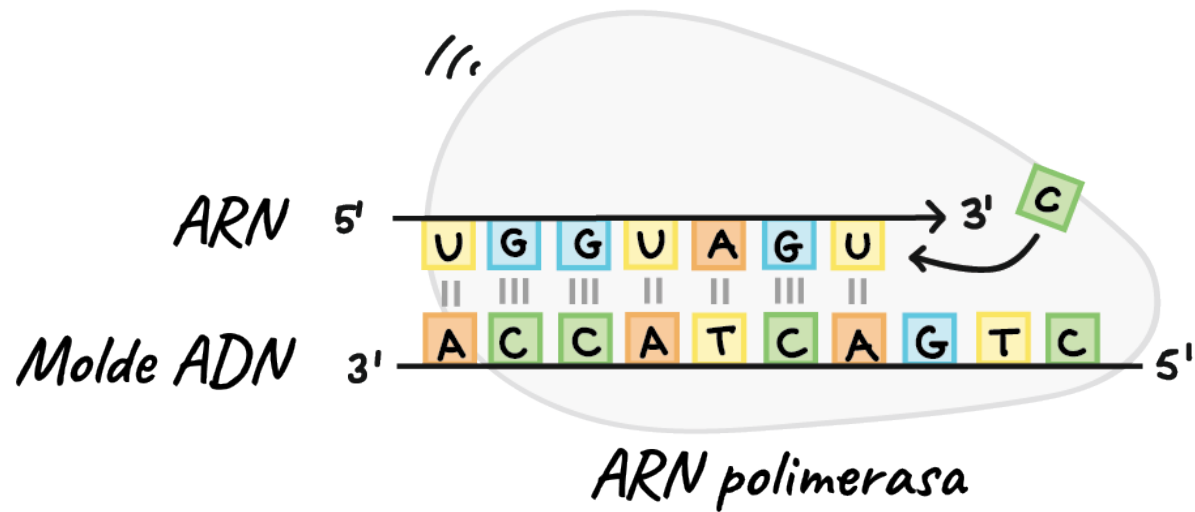 C
ARN 5' U G G U A G U 3'
Molde ADN 3' A C C A T C A G T C 5'
ARN polimerasa